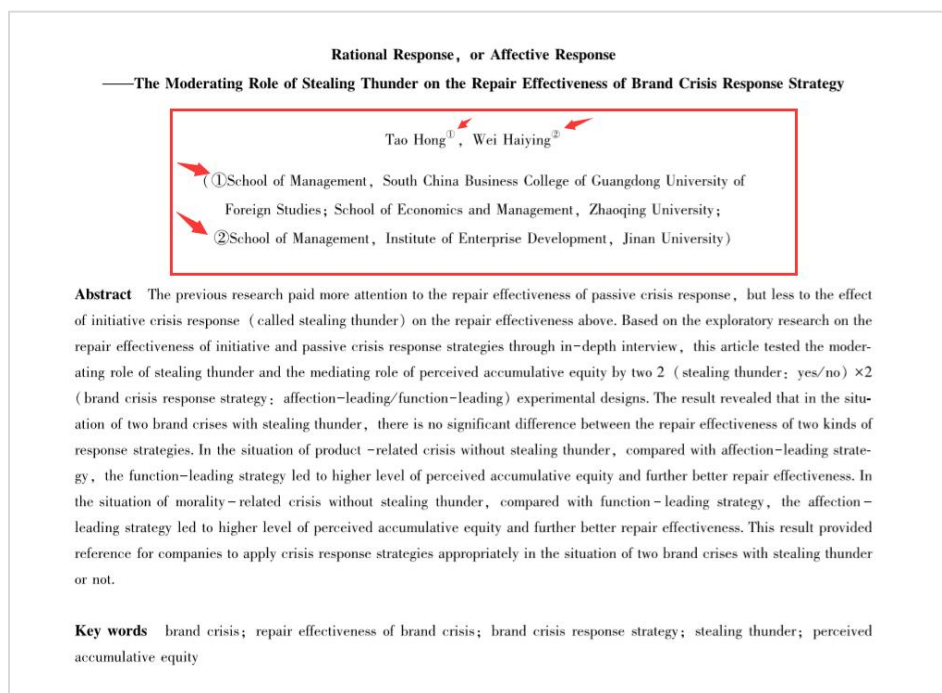 Rational Response, or Affective Response
——The Moderating Role of Stealing Thunder on the Repair Effectiveness of Brand Crisis Response Strategy
Tao Hong①, Wei Haiying②
(①School of Management, South China Business College of Guangdong University of
Foreign Studies; School of Economics and Management, Zhaoqing University;
②School of Management, Institute of Enterprise Development, Jinan University)
Abstract The previous research paid more attention to the repair effectiveness of passive crisis response, but less to the effect
of initiative crisis response (called stealing thunder) on the repair effectiveness above. Based on the exploratory research on the
repair effectiveness of initiative and passive crisis response strategies through in-depth interview, this article tested the moder-
ating role of stealing thunder and the mediating role of perceived accumulative equity by two 2 (stealing thunder: yes/no) ×2
(brand crisis response strategy: affection-leading/function-leading) experimental designs. The result revealed that in the situ-
ation of two brand crises with stealing thunder, there is no significant difference between the repair effectiveness of two kinds of
response strategies. In the situation of product -related crisis without stealing thunder, compared with affection-leading strate-
gy, the function-leading strategy led to higher level of perceived accumulative equity and further better repair effectiveness. In
the situation of morality-related crisis without stealing thunder, compared with function-leading strategy, the affection-
leading strategy led to higher level of perceived accumulative equity and further better repair effectiveness. This result provided
reference for companies to apply crisis response strategies appropriately in the situation of two brand crises with stealing thunder
or not.
Key words brand crisis; repair effectiveness of brand crisis; brand crisis response strategy; stealing thunder; perceived
accumulative equity